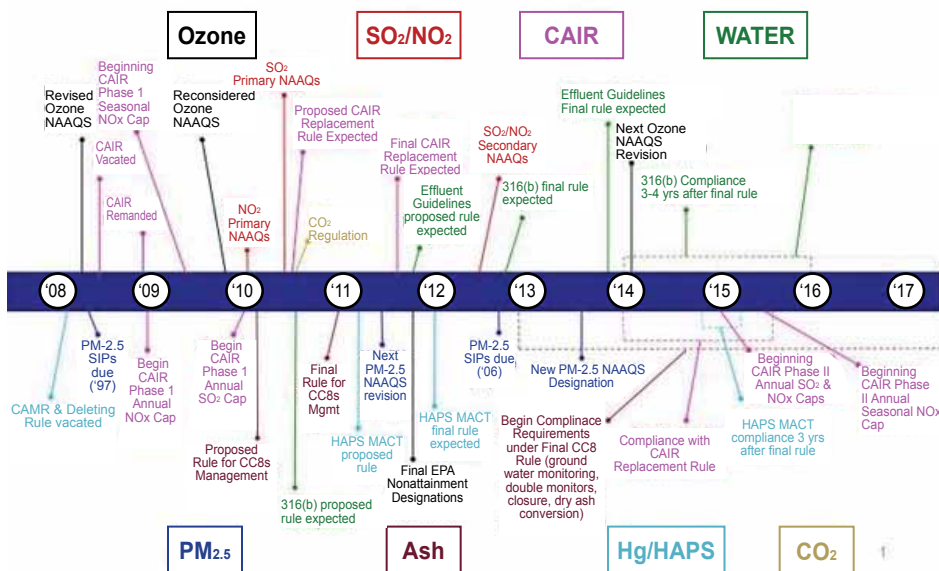 Ozone
SO₂/NO₂
CAIR
WATER
Beginning
CAIR
Phase 1
Seasonal
NOx Cap
Revised
Ozone
NAAQS
CAIR
Vacated
CAIR
Remanded
Reconsidered
Ozone
NAAQS
SO₂
Primary NAAQs
NO₂
Primary
NAAQs
Proposed CAIR
Replacement
Rule Expected
CO₂
Regulation
Final CAIR
Replacement
Rule Expected
Effluent
Guidelines
proposed rule
expected
SO₂/NO₂
Secondary
NAAQs
316(b) final rule
expected
Effluent Guidelines
Final rule expected
Next Ozone
NAAQS
Revision
316(b) Compliance
3-4 yrs after final rule
‘08
‘09
‘10
‘11
‘12
‘13
‘14
‘15
‘16
‘17
CAMR & Deleting
Rule vacated
PM-2.5
SIPs
due
(‘97)
Begin
CAIR
Phase 1
Annual
NOx Cap
Begin
CAIR
Phase 1
Annual
SO₂ Cap
Proposed
Rule for CC8s
Management
316(b) proposed
rule expected
Final
Rule for
CC8s
Mgmt
HAPS MACT
proposed
rule
Next
PM-2.5
NAAQS
revision
Final EPA
Nonattainment
Designations
HAPS MACT
final rule
expected
PM-2.5
SIPs due
(‘06)
New PM-2.5 NAAQS
Designation
Begin Complinace
Requirements
under Final CC8
Rule (ground
water monitoring,
double monitors,
closure, dry ash
conversion)
Compliance with
CAIR
Replacement Rule
Beginning
CAIR Phase II
Annual SO₂ &
NOx Caps
HAPS MACT
compliance 3 yrs
after final rule
Beginning
CAIR Phase
II Annual
Seasonal NOx
Cap
PM₂.₅
Ash
Hg/HAPS
CO₂